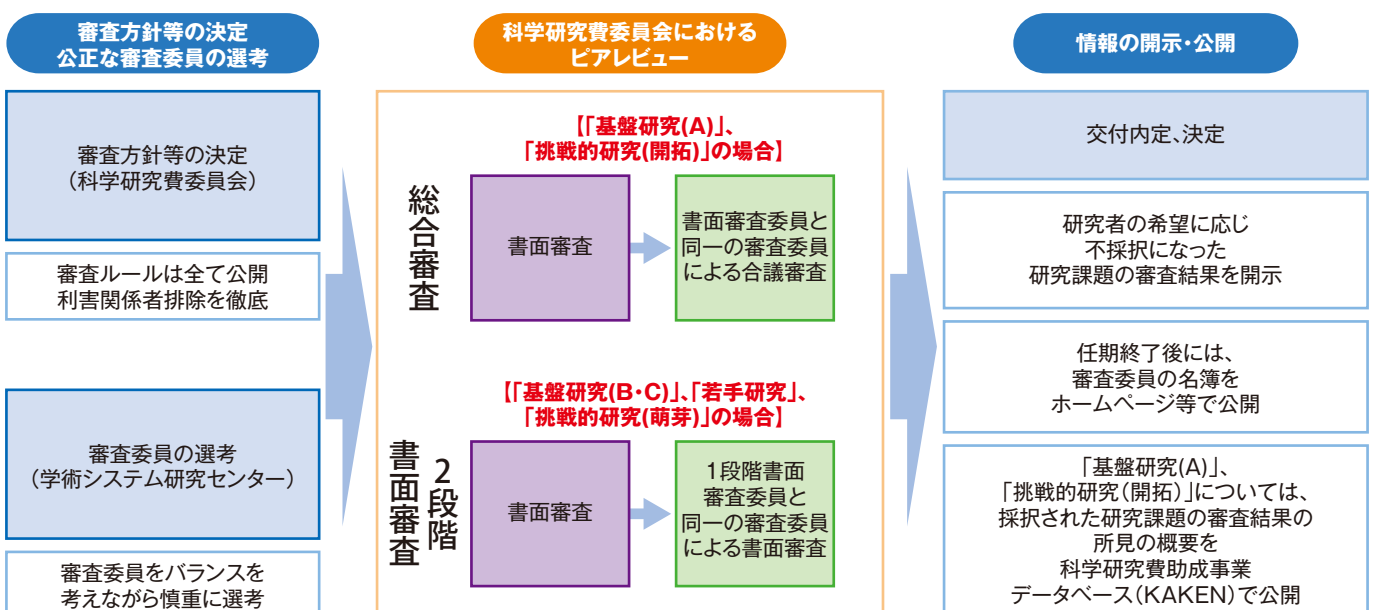 審査方針等の決定
公正な審査委員の選考
審査方針等の決定
（科学研究費委員会）
審査ルールは全て公開
利害関係者排除を徹底
審査委員の選考
（学術システム研究センター）
審査委員をバランスを
考えながら慎重に選考
科学研究費委員会における
ピアレビュー
【「基盤研究(A)」、
「挑戦的研究(開拓)」の場合】
総合審査
書面審査
書面審査委員と
同一の審査委員
による合議審査
【「基盤研究(B・C)」、「若手研究」、
「挑戦的研究(萌芽)」の場合】
2段階
書面審査
書面審査
1段階書面
審査委員と
同一の審査委員
による書面審査
情報の開示・公開
交付内定、決定
研究者の希望に応じ
不採択になった
研究課題の審査結果を開示
任期終了後には、
審査委員の名簿を
ホームページ等で公開
「基盤研究(A)」、
「挑戦的研究（開拓）」については、
採択された研究課題の審査結果の
所見の概要を
科学研究費助成事業
データベース（KAKEN）で公開